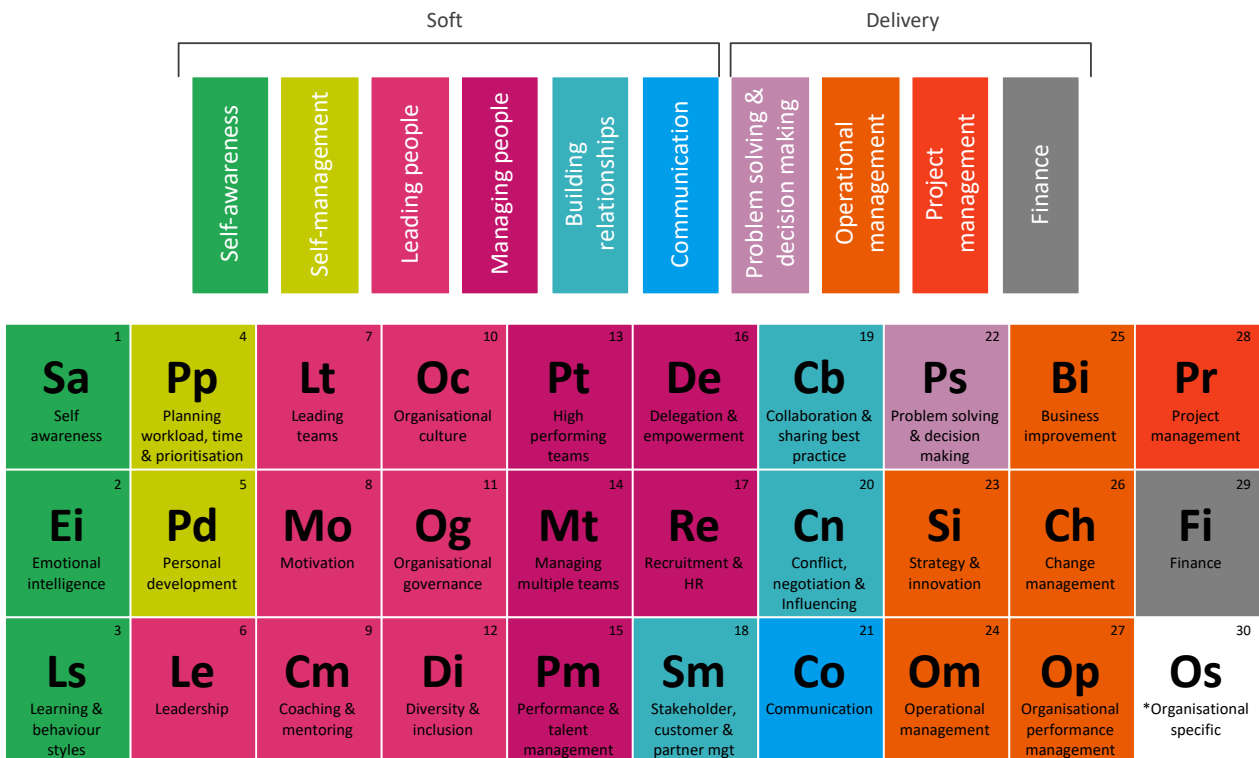 Soft
Delivery
Self-awareness
Self-management
Leading people
Managing people
Building
relationships
Communication
Problem solving &
decision making
Operational
management
Project
management
Finance
1
Sa
Self
awareness
4
Pp
Planning
workload, time
& prioritisation
7
Lt
Leading
teams
10
Oc
Organisational
culture
13
Pt
High
performing
teams
16
De
Delegation &
empowerment
19
Cb
Collaboration &
sharing best
practice
22
Ps
Problem solving
& decision
making
25
Bi
Business
improvement
28
Pr
Project
management
2
Ei
Emotional
intelligence
5
Pd
Personal
development
8
Mo
Motivation
11
Og
Organisational
governance
14
Mt
Managing
multiple teams
17
Re
Recruitment &
HR
20
Cn
Conflict,
negotiation &
Influencing
23
Si
Strategy &
innovation
26
Ch
Change
management
29
Fi
Finance
3
Ls
Learning &
behaviour
styles
6
Le
Leadership
9
Cm
Coaching &
mentoring
12
Di
Diversity &
inclusion
15
Pm
Performance &
talent
management
18
Sm
Stakeholder,
customer &
partner mgt
21
Co
Communication
24
Om
Operational
management
27
Op
Organisational
performance
management
30
Os
*Organisational
specific